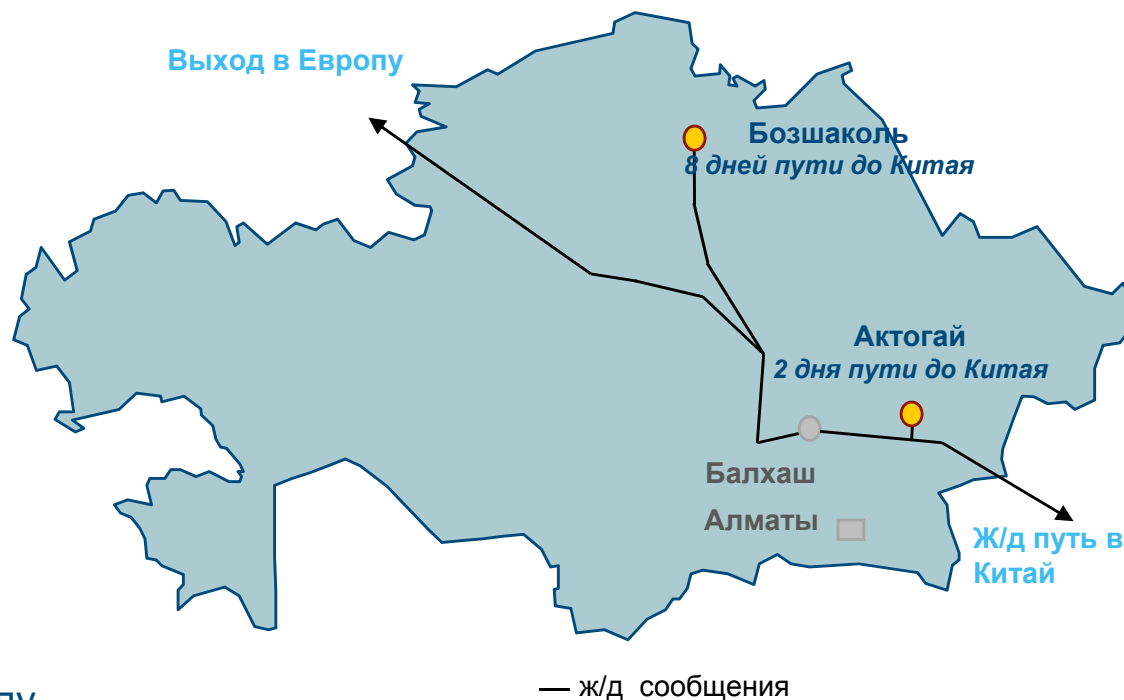 Выход в Европу
Бозшаколь
8 дней пути до Китая
Актогай
2 дня пути до Китая
Балхаш
Алматы
Ж/д путь в
Китай
— ж/д сообщения